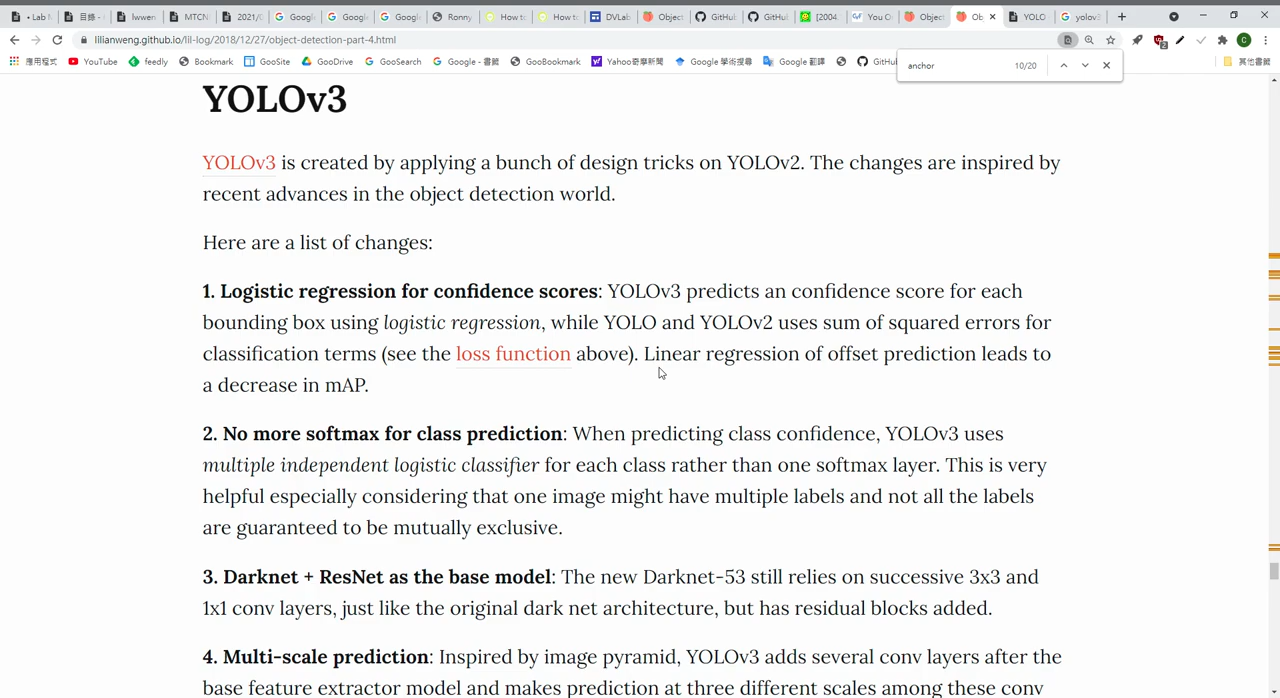 • Lab M
目錄 - 
lwwen
MTCN
2021/0
Googl
Googl
Googl
Ronny
How to
How to
DVLab
Object
GitHub
GitHub
[2004.
You O
Object
Ob
YOLO
yolov2
lilianweng.github.io/lil-log/2018/12/27/object-detection-part-4.html
2
C
應用程式
YouTube
feedly
Bookmark
GooSite
GooDrive
GooSearch
Google - 書籤
GooBookmark
Yahoo奇摩新聞
Google 學術搜尋
Google 翻譯
GitHub
其他書籤
anchor
10/20
YOLOv3
YOLOv3 is created by applying a bunch of design tricks on YOLOv2. The changes are inspired by
recent advances in the object detection world.
Here are a list of changes:
1. Logistic regression for confidence scores: YOLOv3 predicts an confidence score for each
bounding box using logistic regression, while YOLO and YOLOv2 uses sum of squared errors for
classification terms (see the loss function above). Linear regression of offset prediction leads to
a decrease in mAP.
2. No more softmax for class prediction: When predicting class confidence, YOLOv3 uses
multiple independent logistic classifier for each class rather than one softmax layer. This is very
helpful especially considering that one image might have multiple labels and not all the labels
are guaranteed to be mutually exclusive.
3. Darknet + ResNet as the base model: The new Darknet-53 still relies on successive 3x3 and
1x1 conv layers, just like the original dark net architecture, but has residual blocks added.
4. Multi-scale prediction: Inspired by image pyramid, YOLOv3 adds several conv layers after the
base feature extractor model and makes prediction at three different scales among these conv